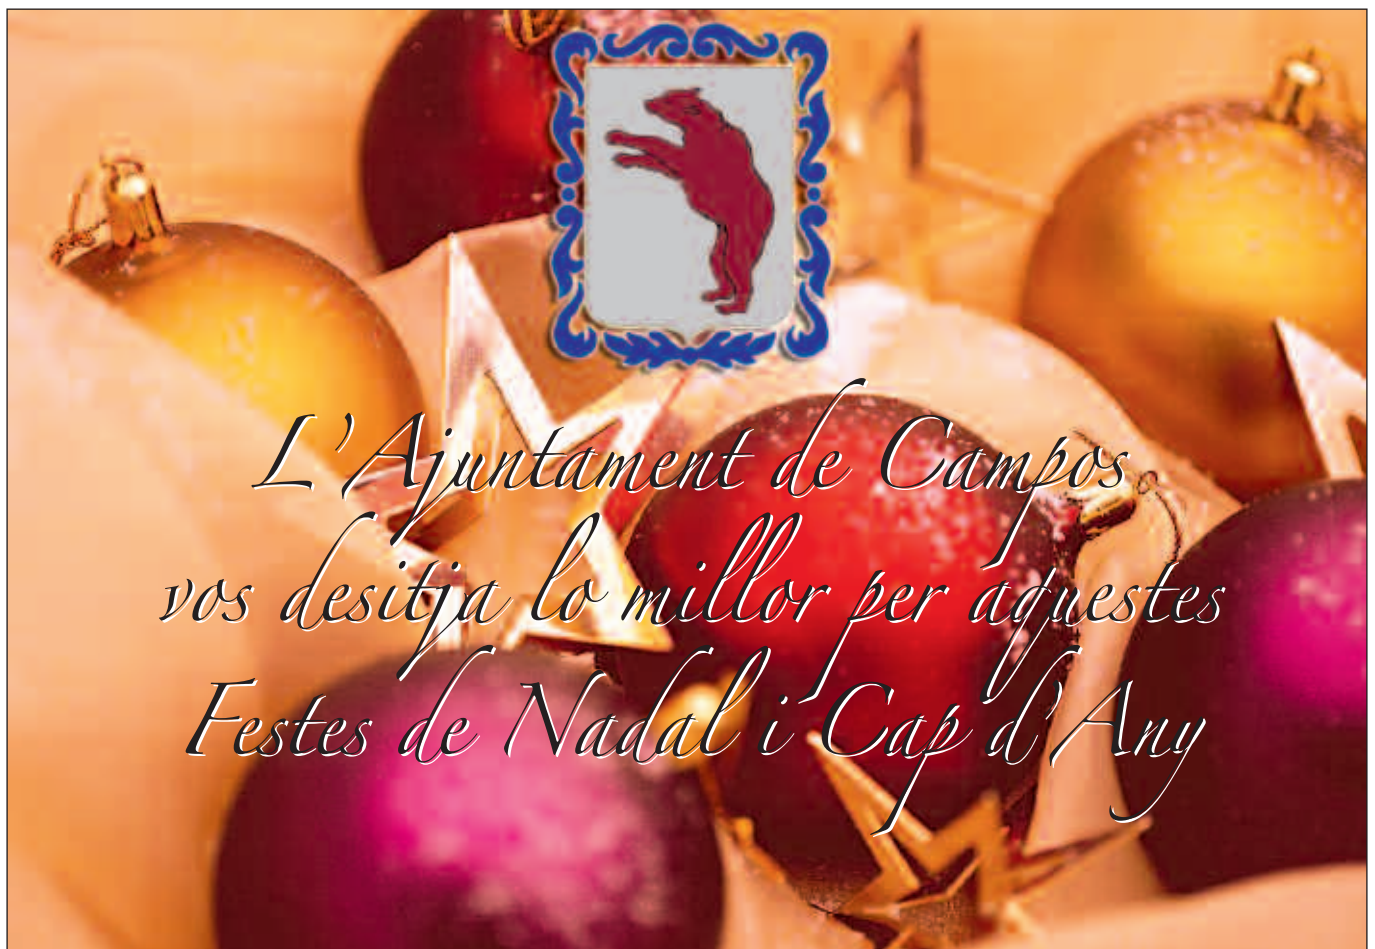 L'Ajuntament de Campos
vos desitja lo millor per aquestes
Festes de Nadal i Cap d'Any